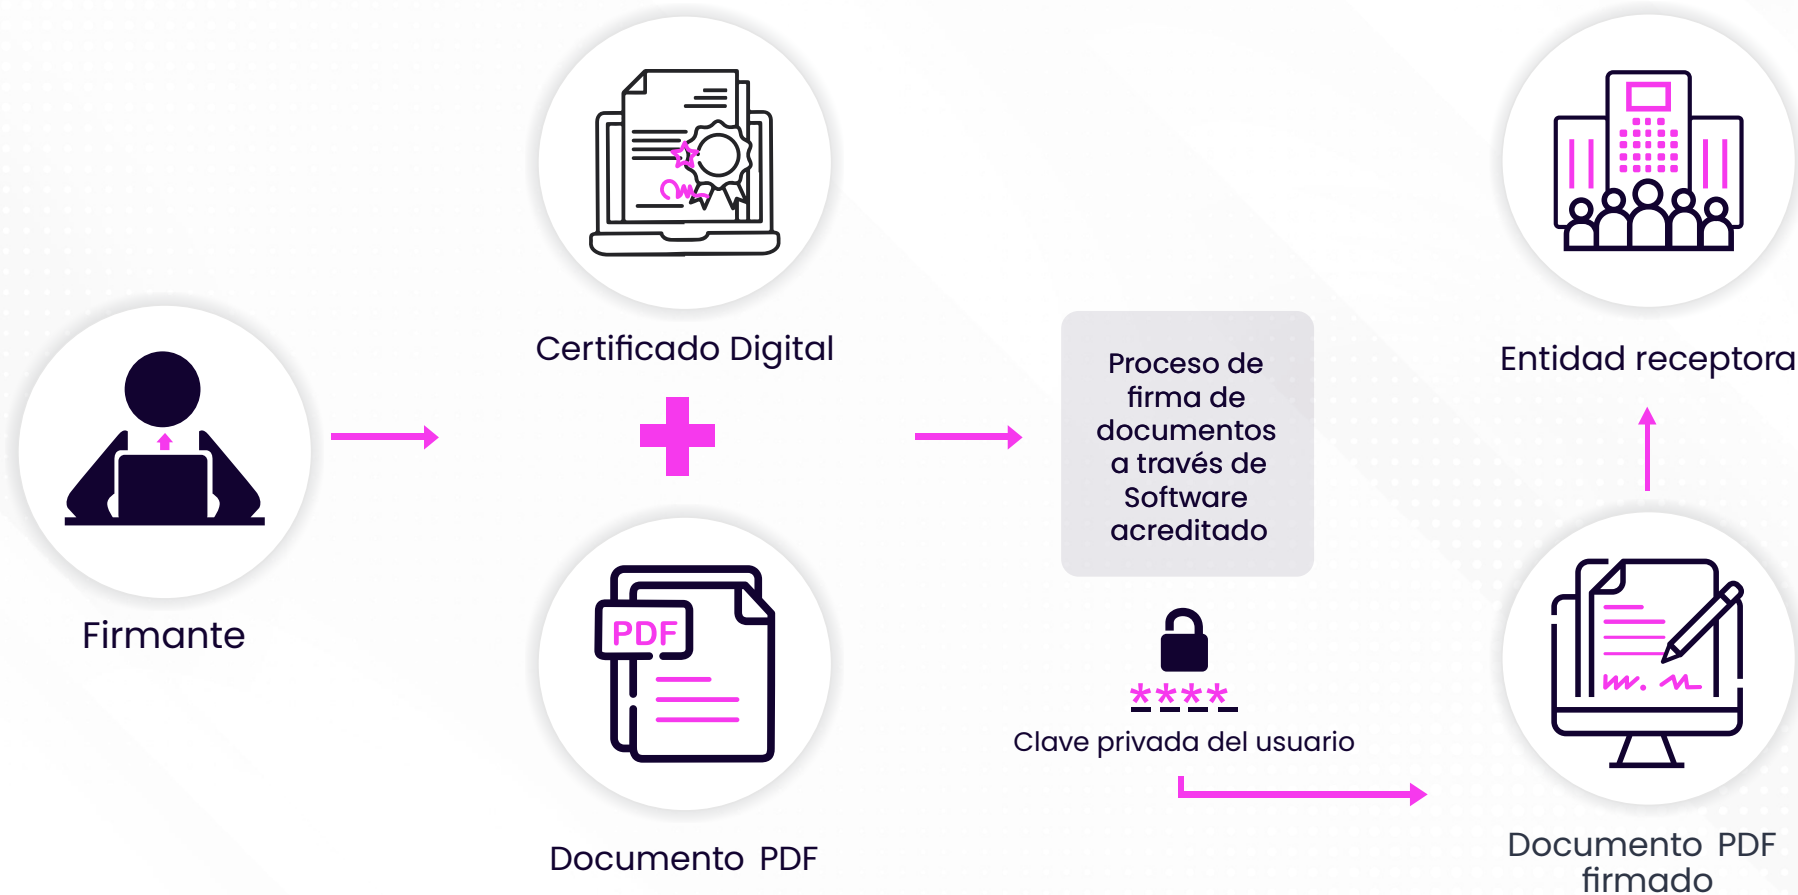 Firmante
Certificado Digital
PDF
Documento PDF
Proceso de
firma de
documentos
a través de
Software
acreditado
****
Clave privada del usuario
Entidad receptora
Documento PDF
firmado